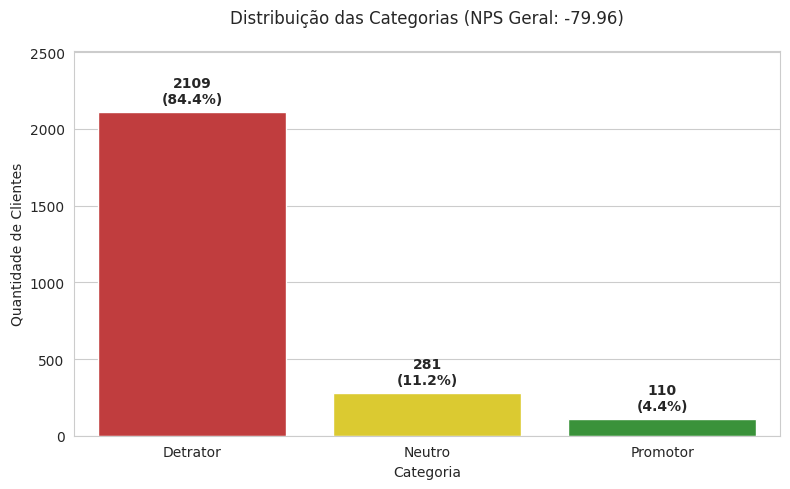 Distribuição das Categorias (NPS Geral: -79.96)
Quantidade de Clientes
2500
2000
1500
1000
500
0
2109
(84.4%)
281
(11.2%)
110
(4.4%)
Detrator
Neutro
Promotor
Categoria